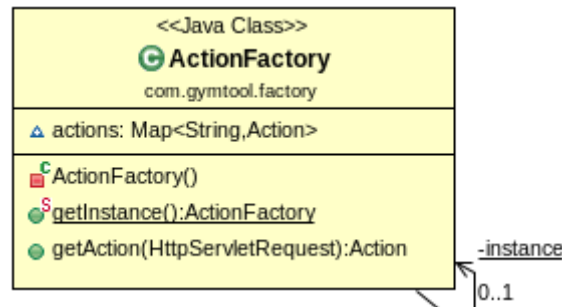 <<Java Class>>
ActionFactory
com.gymtool.factory
actions: Map<String,Action>
ActionFactory()
getInstance():ActionFactory
getAction(HttpServletRequest):Action
-instance
0..1